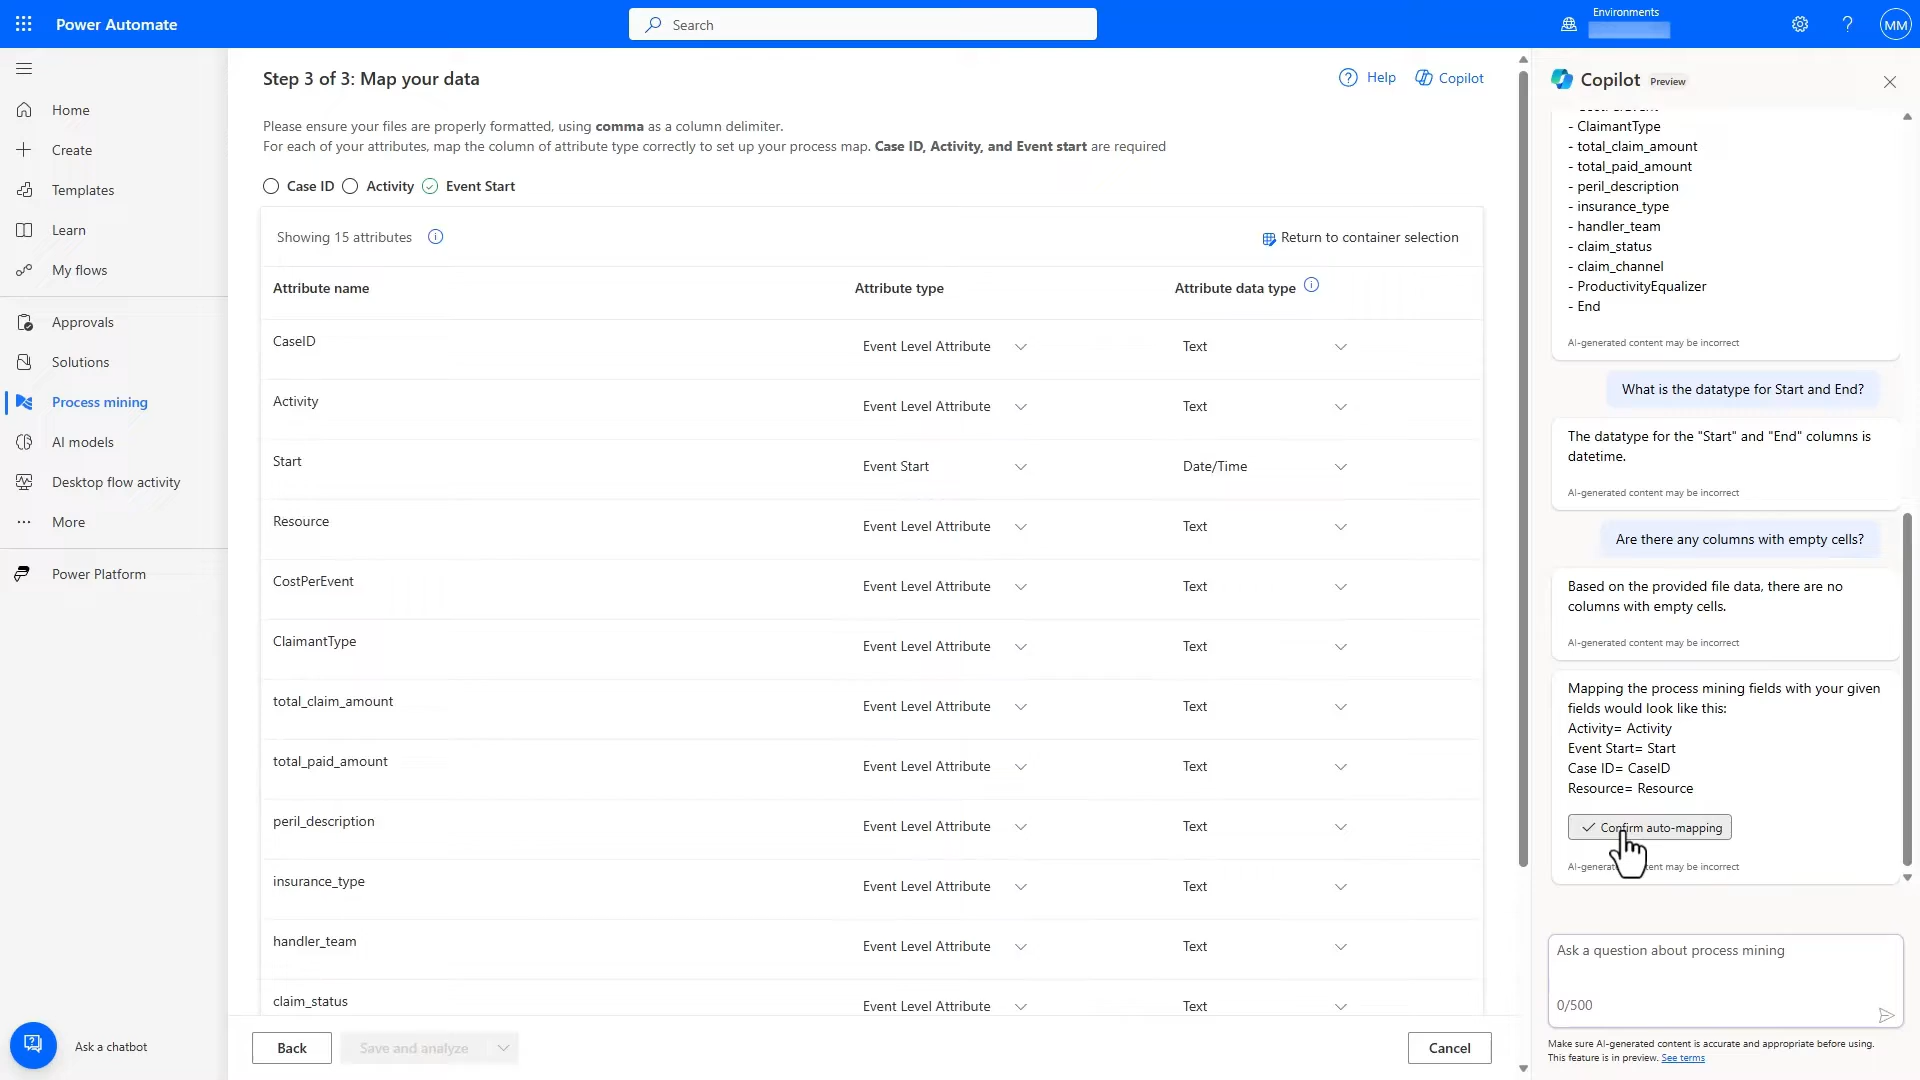 Power Automate
Search
Environments
MM
Home
Create
Templates
Learn
My flows
Approvals
Solutions
Process mining
AI models
Desktop flow activity
More
Power Platform
Ask a chatbot
Step 3 of 3: Map your data
Help
Copilot
Please ensure your files are properly formatted, using comma as a column delimiter.
For each of your attributes, map the column of attribute type correctly to set up your process map. Case ID, Activity, and Event start are required
Case ID Activity Event Start
Showing 15 attributes
Return to container selection
Attribute name Attribute type Attribute data type
CaseID Event Level Attribute Text
Activity Event Level Attribute Text
Start Event Start Date/Time
Resource Event Level Attribute Text
CostPerEvent Event Level Attribute Text
ClaimantType Event Level Attribute Text
total_claim_amount Event Level Attribute Text
total_paid_amount Event Level Attribute Text
peril_description Event Level Attribute Text
insurance_type Event Level Attribute Text
handler_team Event Level Attribute Text
claim_status Event Level Attribute Text
Back
Save and analyze
Cancel
Copilot Preview
- ClaimantType
- total_claim_amount
- total_paid_amount
- peril_description
- insurance_type
- handler_team
- claim_status
- claim_channel
- ProductivityEqualizer
- End
AI-generated content may be incorrect
What is the datatype for Start and End?
The datatype for the "Start" and "End" columns is
datetime.
AI-generated content may be incorrect
Are there any columns with empty cells?
Based on the provided file data, there are no
columns with empty cells.
AI-generated content may be incorrect
Mapping the process mining fields with your given
fields would look like this:
Activity= Activity
Event Start= Start
Case ID= CaseID
Resource= Resource
Confirm auto-mapping
may be incorrect
Ask a question about process mining
0/500
Make sure AI-generated content is accurate and appropriate before using.
This feature is in preview. See terms